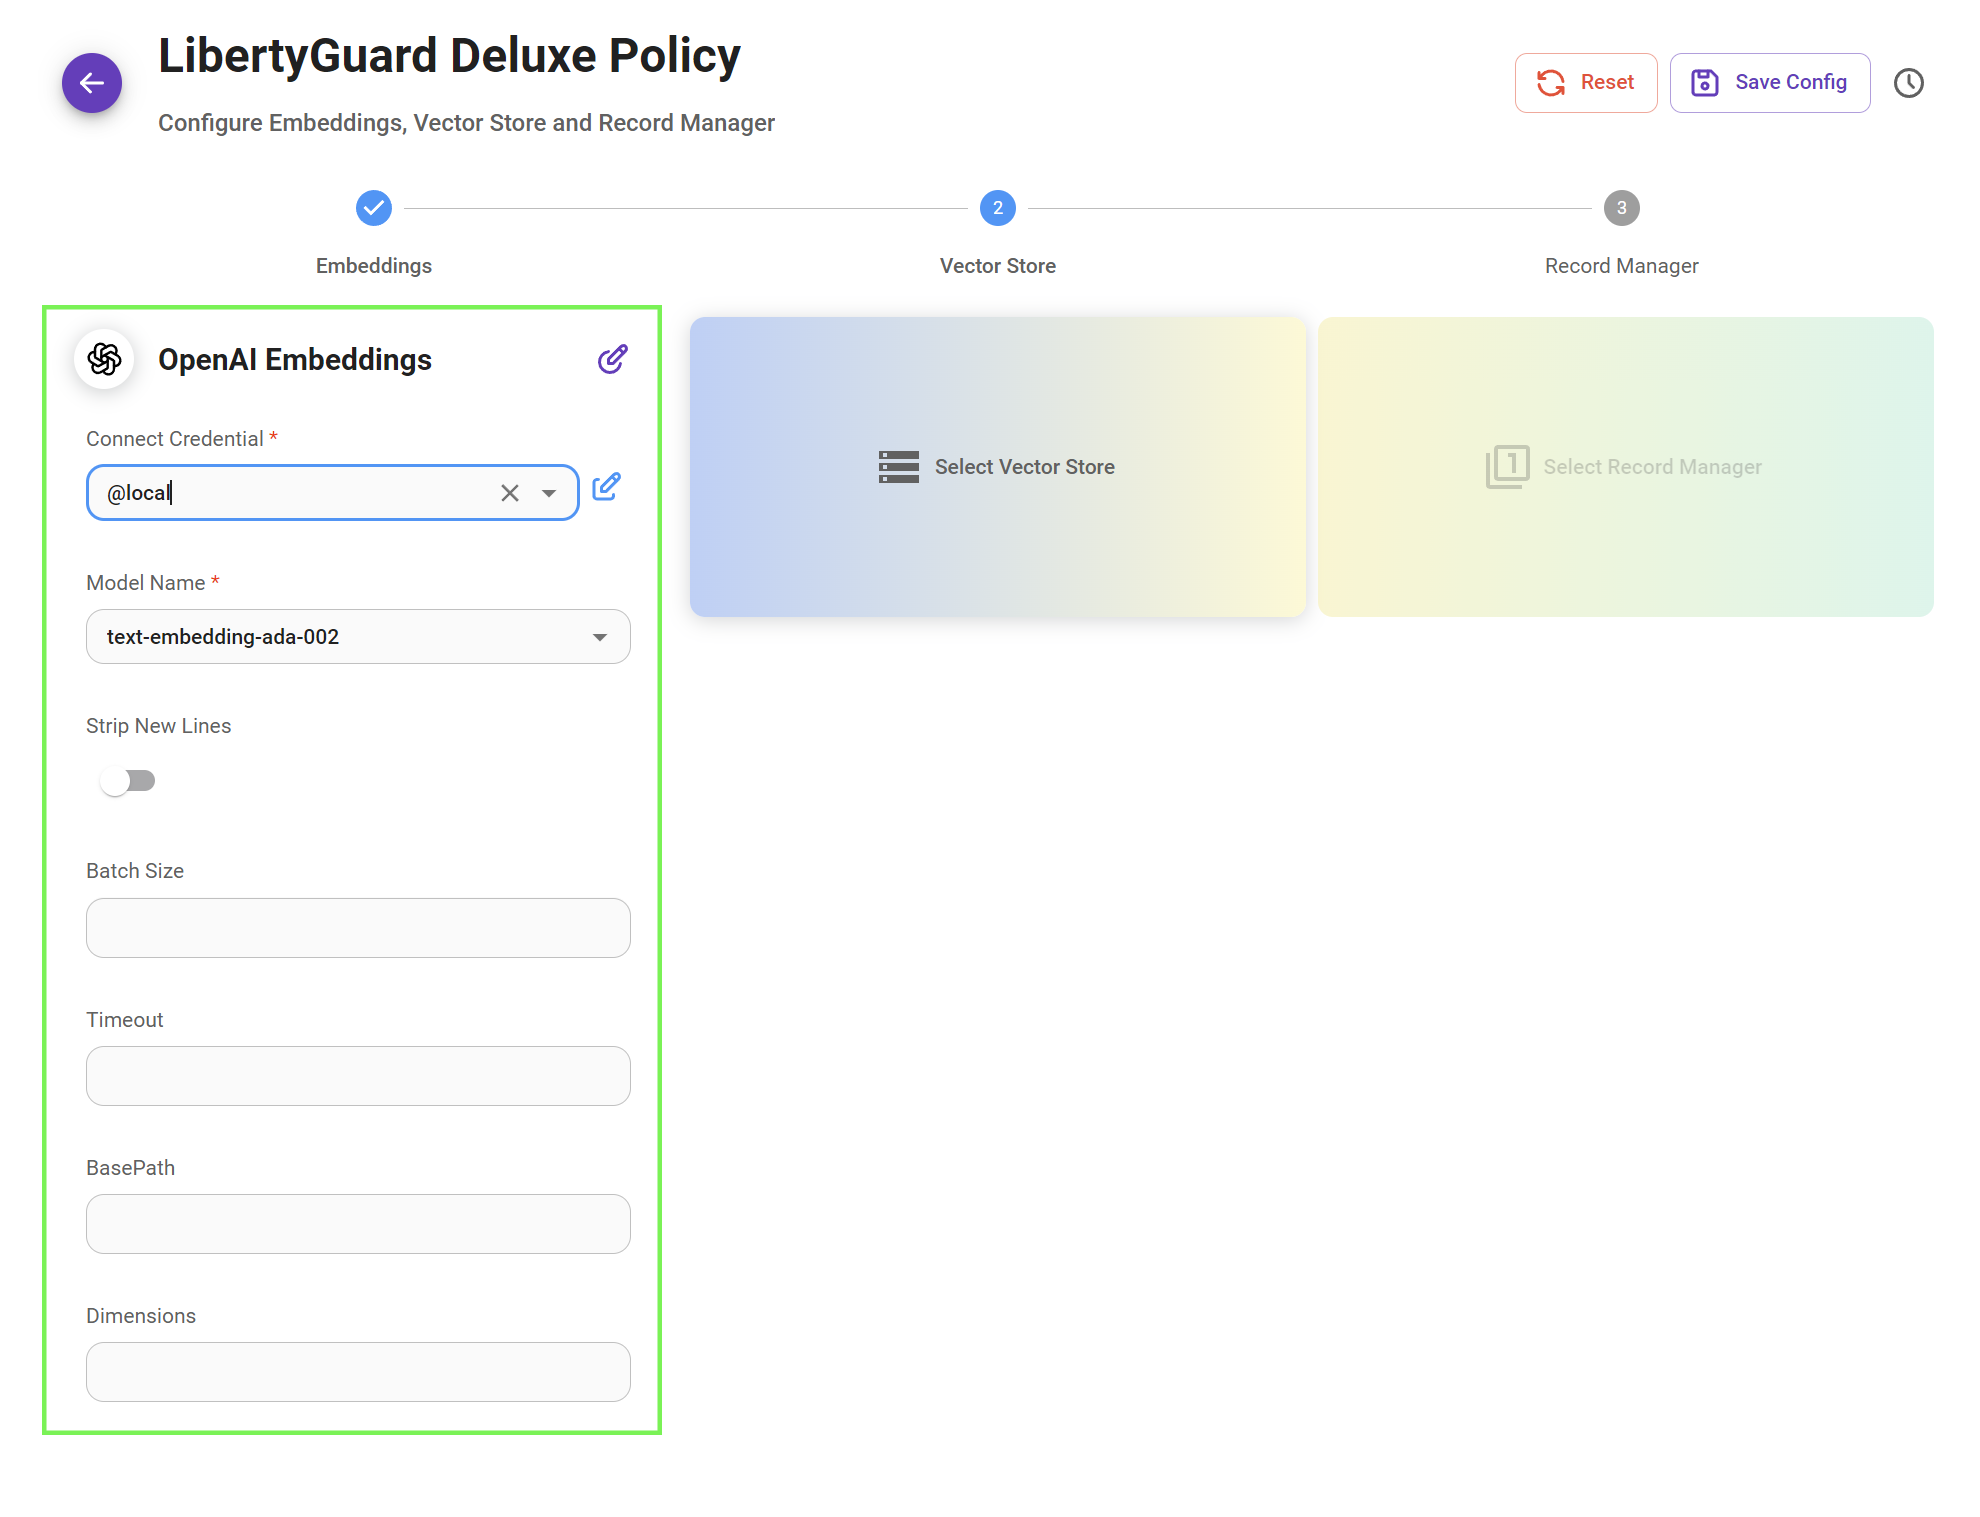 LibertyGuard Deluxe Policy
Configure Embeddings, Vector Store and Record Manager
Reset
Save Config
2
3
Embeddings
Vector Store
Record Manager
OpenAI Embeddings
Connect Credential *
@local
Model Name *
text-embedding-ada-002
Strip New Lines
Batch Size
Timeout
BasePath
Dimensions
Select Vector Store
1
Select Record Manager